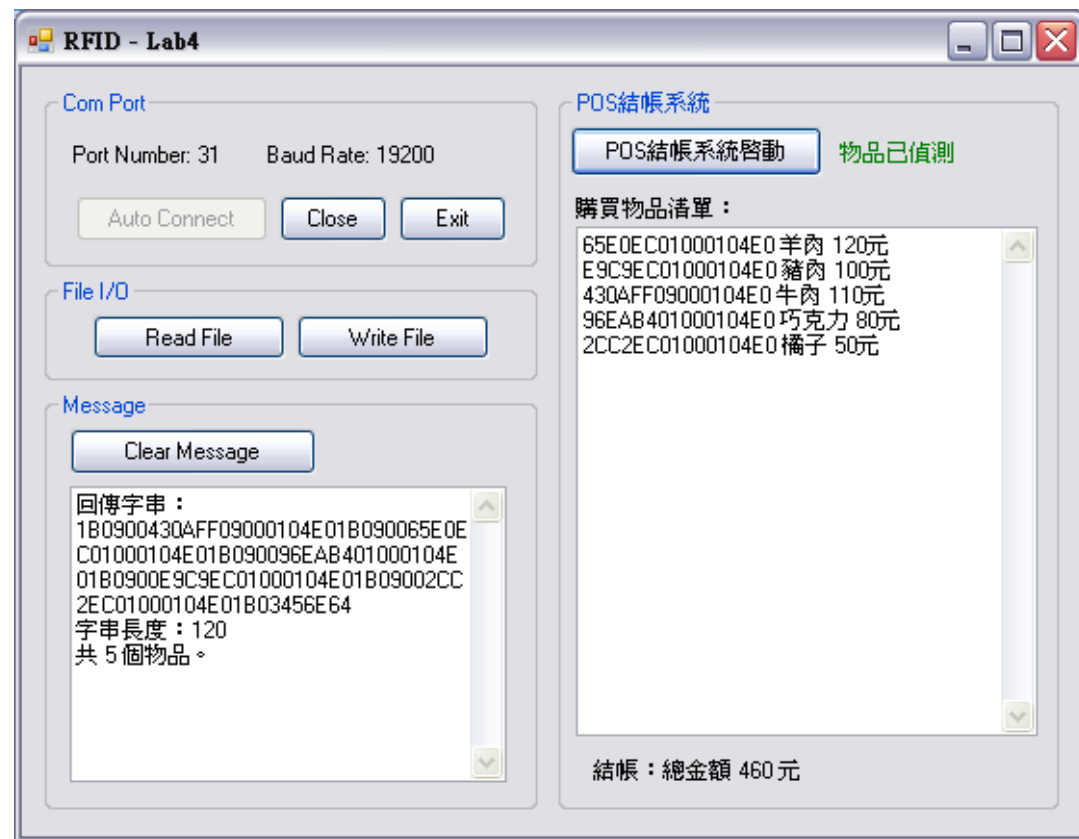 RFID - Lab4
Com Port
Port Number: 31 Baud Rate: 19200
Auto Connect Close Exit
File I/O
Read File Write File
Message
Clear Message
回傳字串：
1B0900430AFF09000104E01B090065E0E
C01000104E01B090096EAB401000104E
01B0900E9C9EC01000104E01B09002CC
2EC01000104E01B03456E64
字串長度：120
共 5 個物品。
POS結帳系統
POS結帳系統啓動 物品已偵測
購買物品清單：
65E0EC01000104E0 羊肉 120元
E9C9EC01000104E0 豬肉 100元
430AFF09000104E0 牛肉 110元
96EAB401000104E0 巧克力 80元
2CC2EC01000104E0 橘子 50元
結帳：總金額 460 元